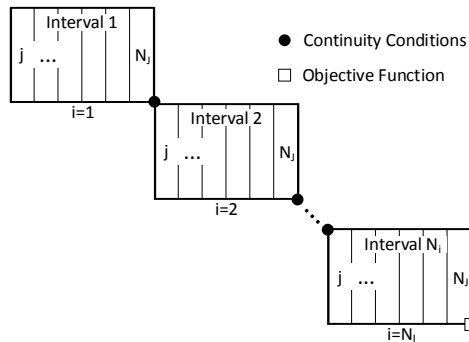 Interval 1
j ... N_J
i=1
Continuity Conditions
Objective Function
Interval 2
j ... N_J
i=2
Interval N_i
j ... N_J
i=N_I